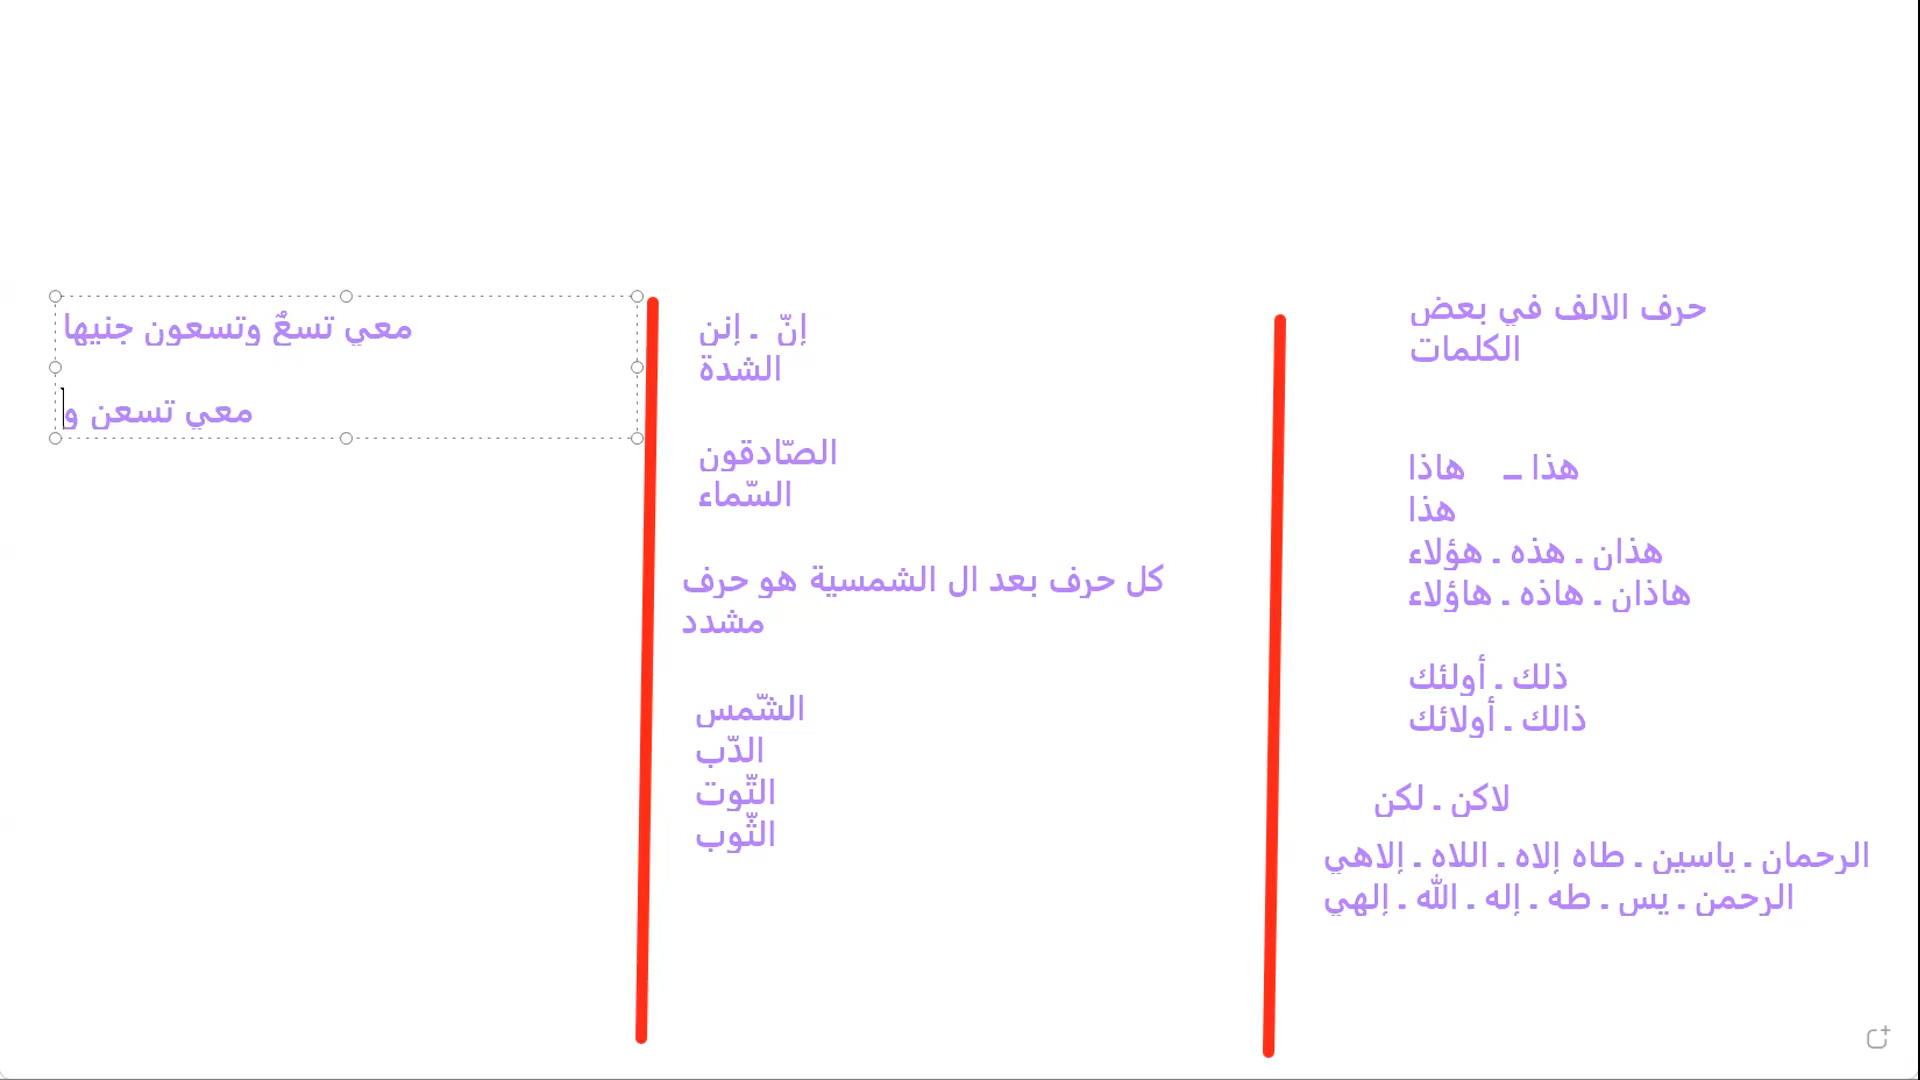 حرف الالف في بعض
الكلمات
هذا ـ هاذا
هذا
هذان ـ هذه ـ هؤلاء
هاذان ـ هاذه ـ هاؤلاء
ذلك ـ أولئك
ذالك ـ أولائك
لاكن ـ لكن
الرحمان ـ ياسين ـ طاه إلاه ـ اللاه ـ إلاهي
الرحمن ـ يس ـ طه ـ إله ـ الله ـ إلهي
إنّ ـ إنن
الشدة
الصّادقون
السّماء
كل حرف بعد ال الشمسية هو حرف
مشدد
الشّمس
الدّب
التّوت
الثّوب
معي تسعٌ وتسعون جنيها
معي تسعن و